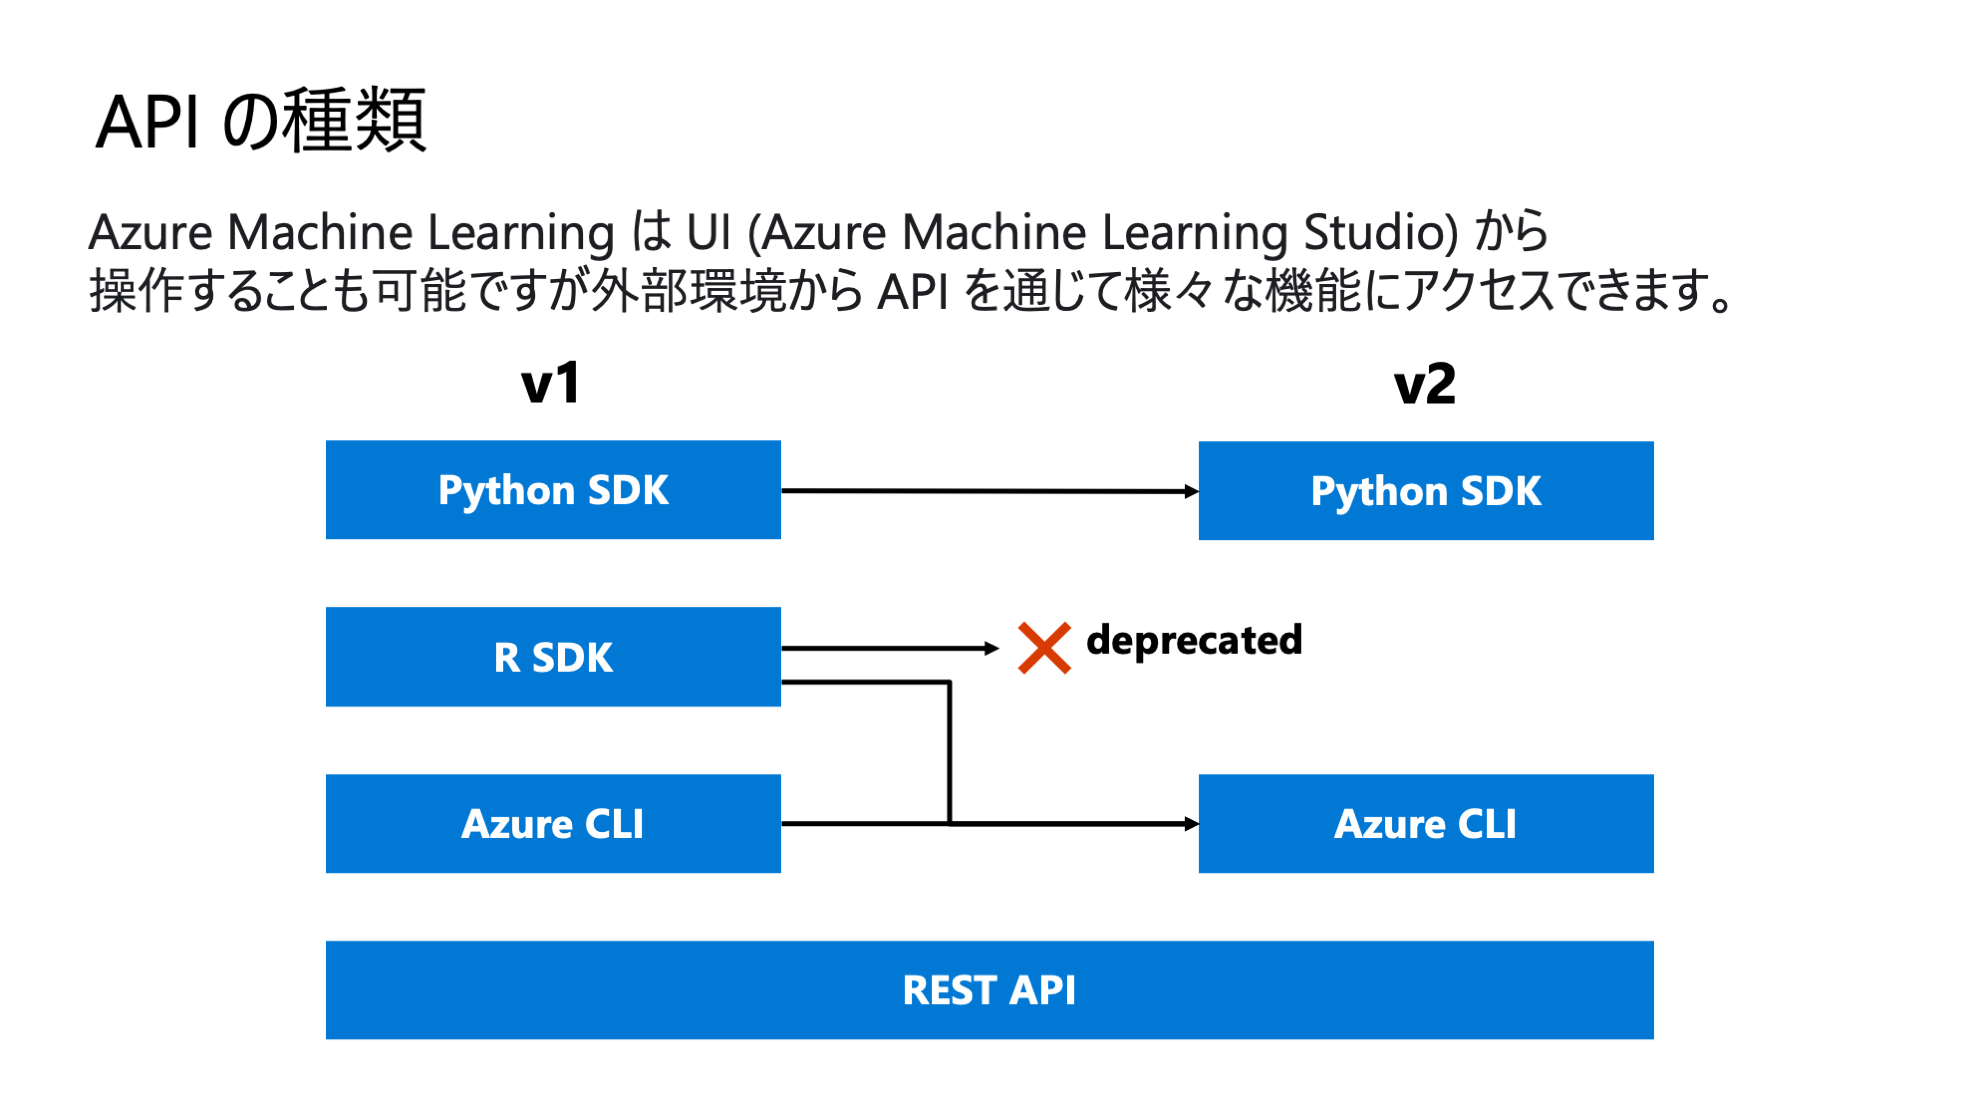 API の種類
Azure Machine Learning は UI (Azure Machine Learning Studio) から
操作することも可能ですが外部環境から API を通じて様々な機能にアクセスできます。
v1
v2
Python SDK
Python SDK
R SDK
deprecated
Azure CLI
Azure CLI
REST API